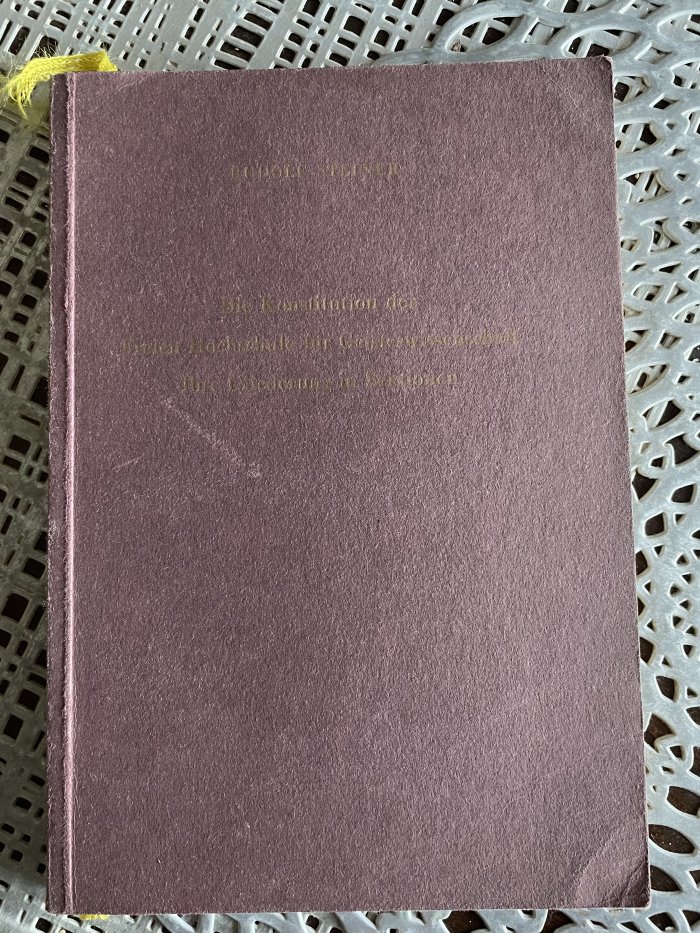 RUDOLF STEINER
Die Konstitution der
Freien Hochschule für Geisteswissenschaft
Ihre Gliederung in Sektionen